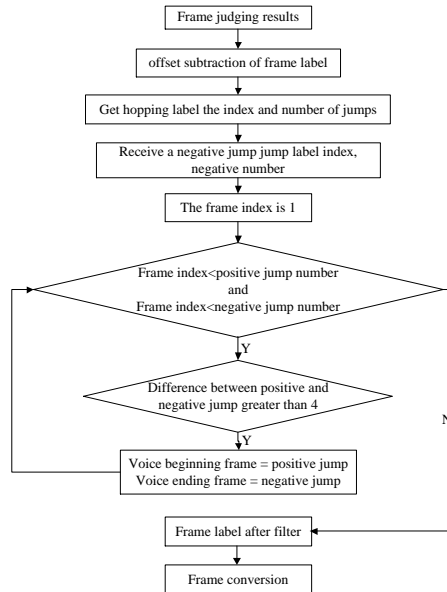 Frame judging results
offset subtraction of frame label
Get hopping label the index and number of jumps
Receive a negative jump jump label index,
negative number
The frame index is 1
Frame index<positive jump number
and
Frame index<negative jump number
Y
Difference between positive and
negative jump greater than 4
N
Y
Voice beginning frame = positive jump
Voice ending frame = negative jump
Frame label after filter
Frame conversion